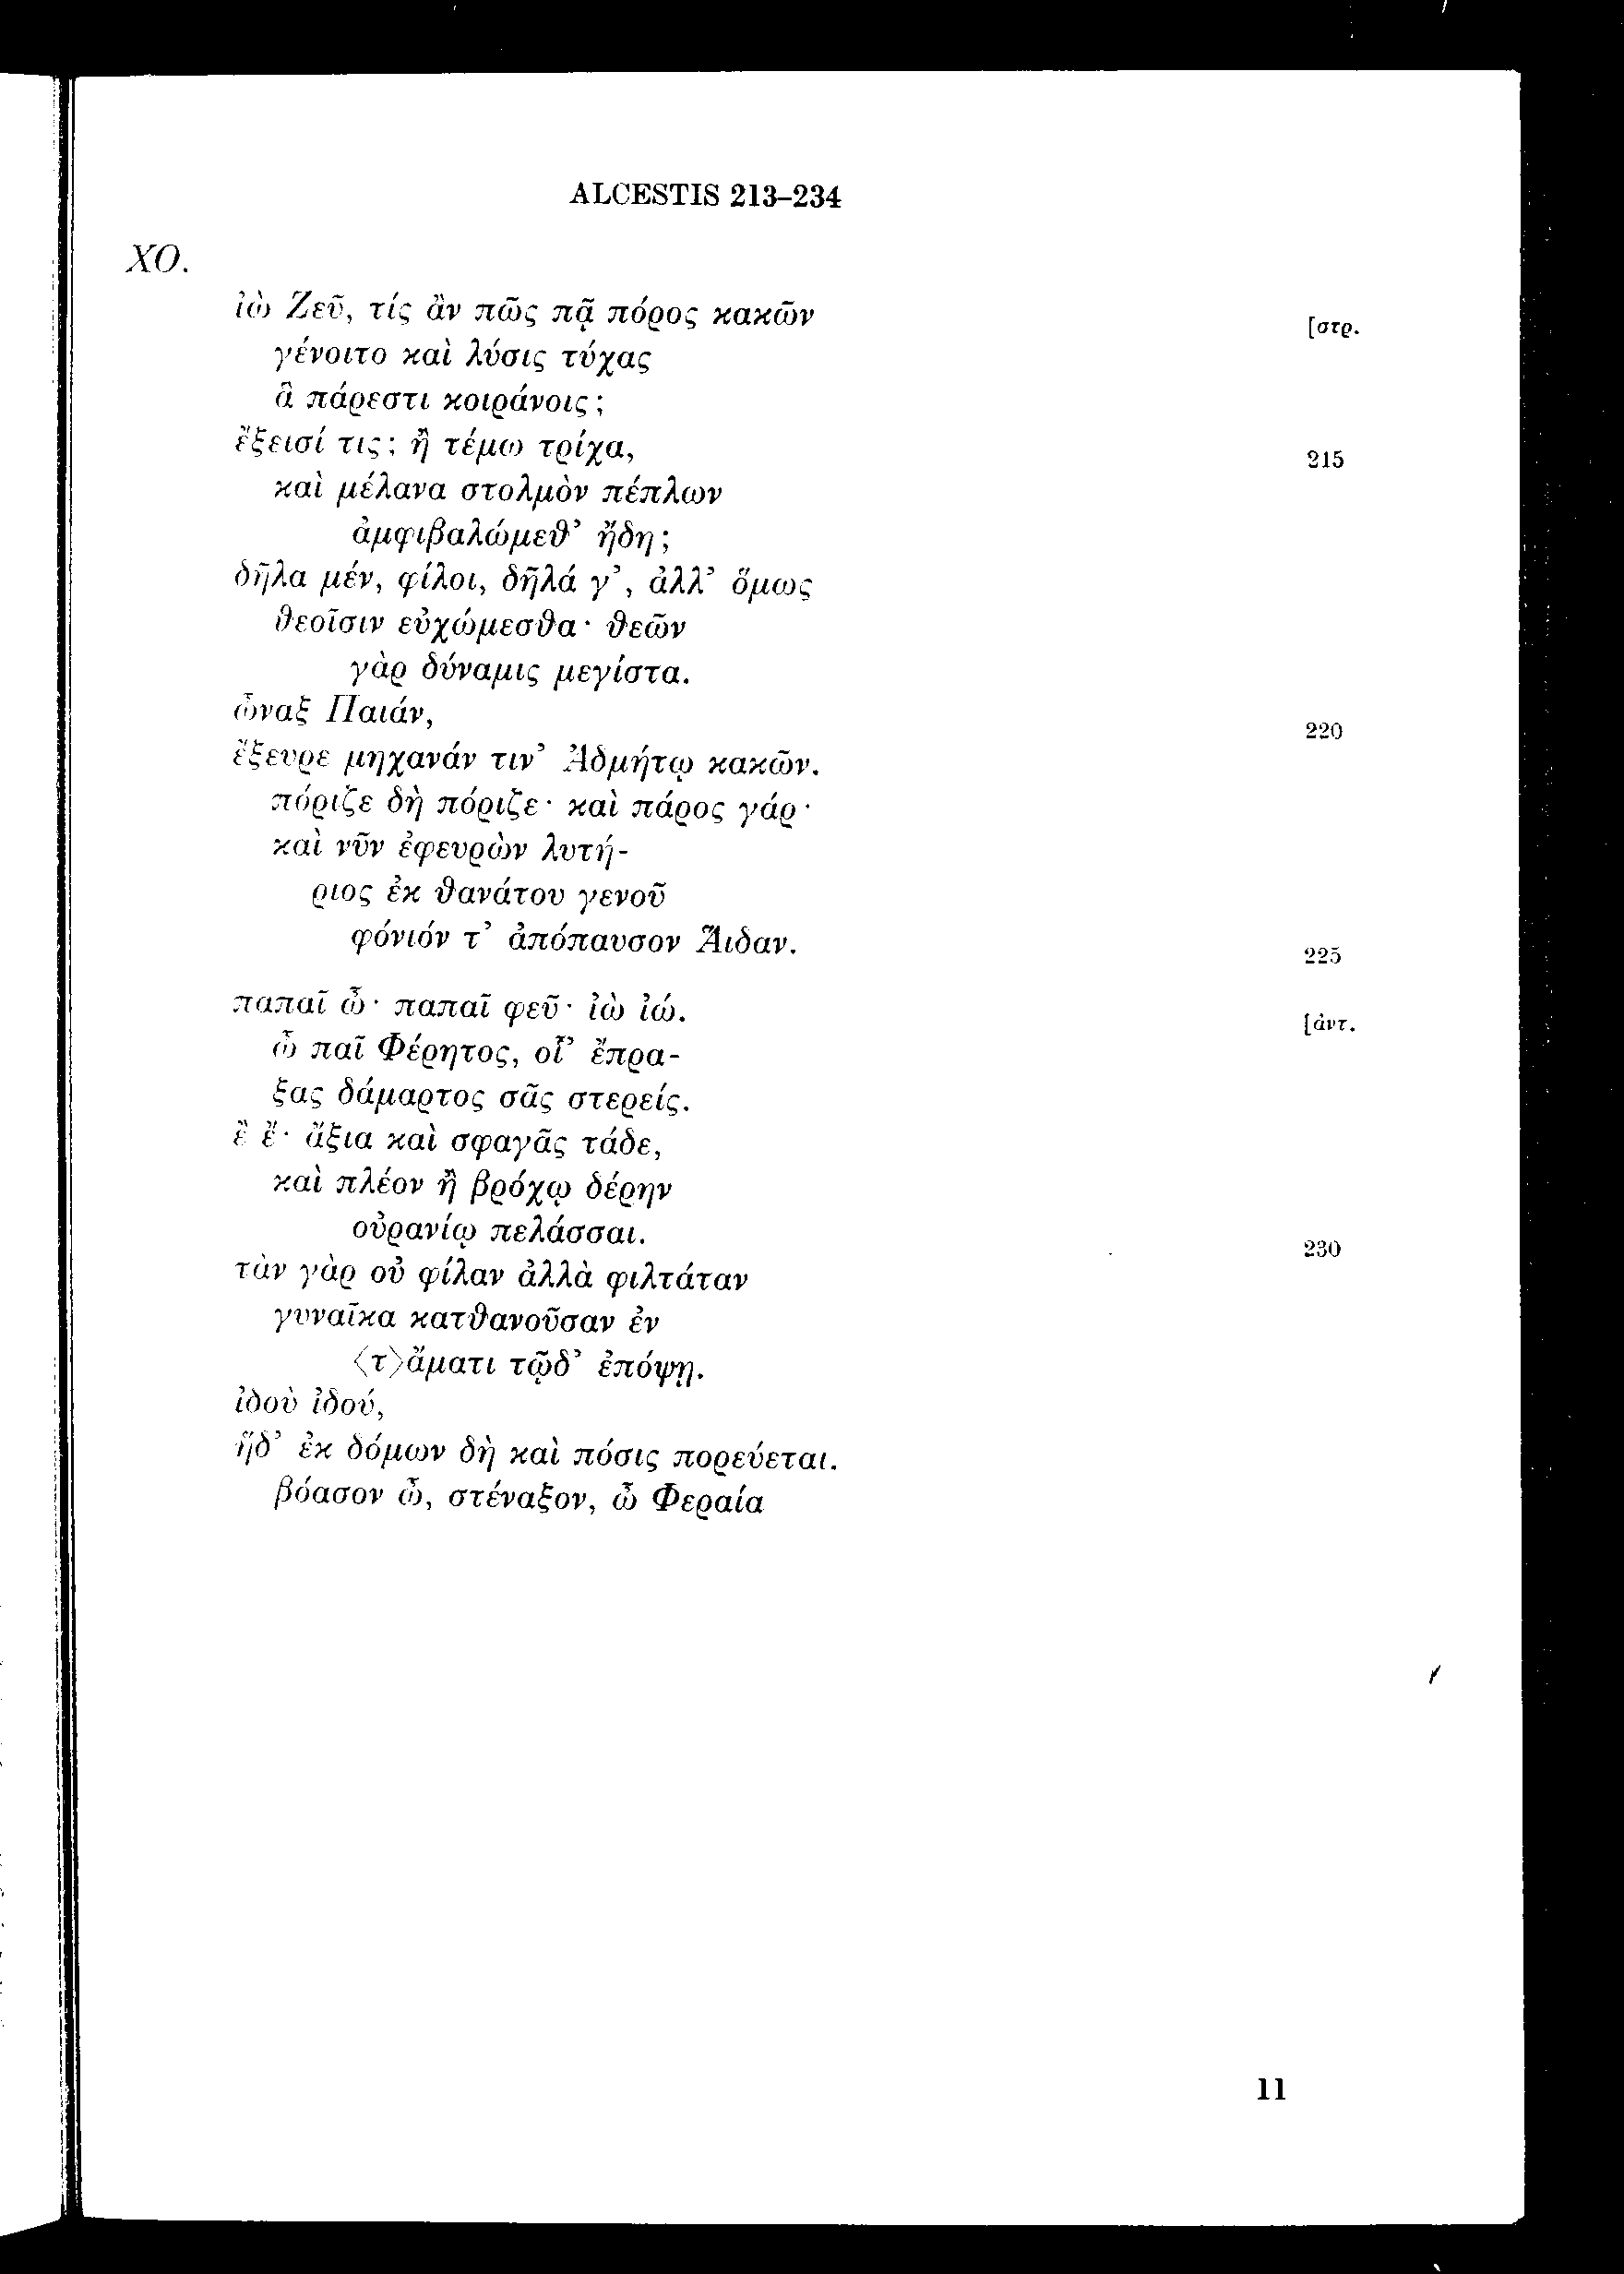 ALCESTIS 213–234
ΧΟ.
ἰὼ Ζεῦ, τίς ἂν πῶς πᾷ πόρος κακῶν [στρ.
γένοιτο καὶ λύσις τύχας
ἃ πάρεστι κοιράνοις;
ἔξεισί τις; ἢ τέμω τρίχα, 215
καὶ μέλανα στολμὸν πέπλων
ἀμφιβαλώμεθ’ ἤδη;
δῆλα μέν, φίλοι, δῆλά γ’, ἀλλ’ ὅμως
θεοῖσιν εὐχώμεσθα· θεῶν
γὰρ δύναμις μεγίστα.
ὦναξ Παιάν, 220
ἔξευρε μηχανάν τιν’ Ἀδμήτῳ κακῶν.
πόριζε δὴ πόριζε· καὶ πάρος γάρ·
καὶ νῦν ἐφευρὼν λυτή-
ριος ἐκ θανάτου γενοῦ
φόνιόν τ’ ἀπόπαυσον Ἅιδαν. 225
παπαῖ ὦ· παπαῖ φεῦ· ἰὼ ἰώ. [ἀντ.
ὦ παῖ Φέρητος, οἷ’ ἔπρα-
ξας δάμαρτος σᾶς στερείς.
ἒ ἔ· ἄξια καὶ σφαγᾶς τάδε,
καὶ πλέον ἢ βρόχῳ δέρην
οὐρανίῳ πελάσσαι. 230
τὰν γὰρ οὐ φίλαν ἀλλὰ φιλτάταν
γυναῖκα κατθανοῦσαν ἐν
⟨τ⟩ἄματι τῷδ’ ἐπόψῃ.
ἰδοὺ ἰδού,
ἥδ’ ἐκ δόμων δὴ καὶ πόσις πορεύεται.
βόασον ὦ, στέναξον, ὦ Φεραία
11